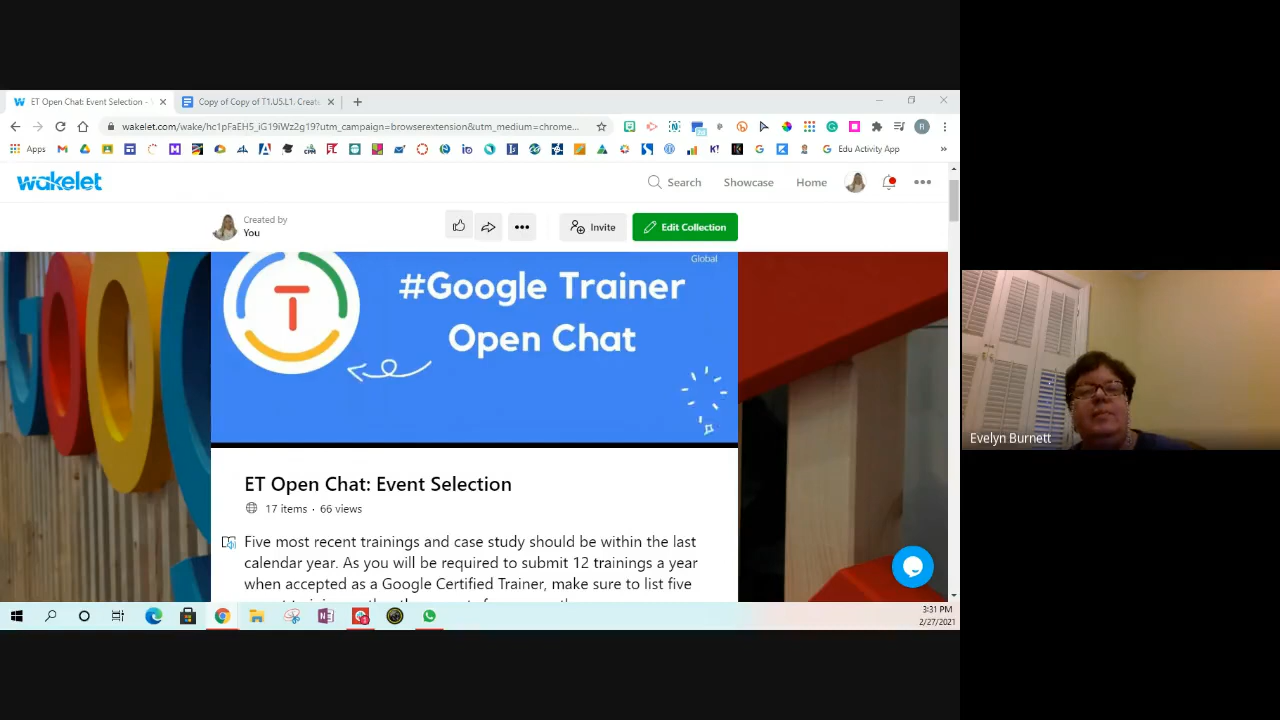 ET Open Chat: Event Selection -
Copy of Copy of T1.U5.L1. Create
wakelet.com/wake/hc1pFaEH5_iG19iWz2g19?utm_campaign=browserextension&utm_medium=chrome...
Apps
Edu Activity App
wakelet
Search
Showcase
Home
Created by
You
Invite
Edit Collection
GOO
Global
T
#Google Trainer
Open Chat
ET Open Chat: Event Selection
17 items · 66 views
Five most recent trainings and case study should be within the last
calendar year. As you will be required to submit 12 trainings a year
when accepted as a Google Certified Trainer, make sure to list five
3:31 PM
2/27/2021
Evelyn Burnett